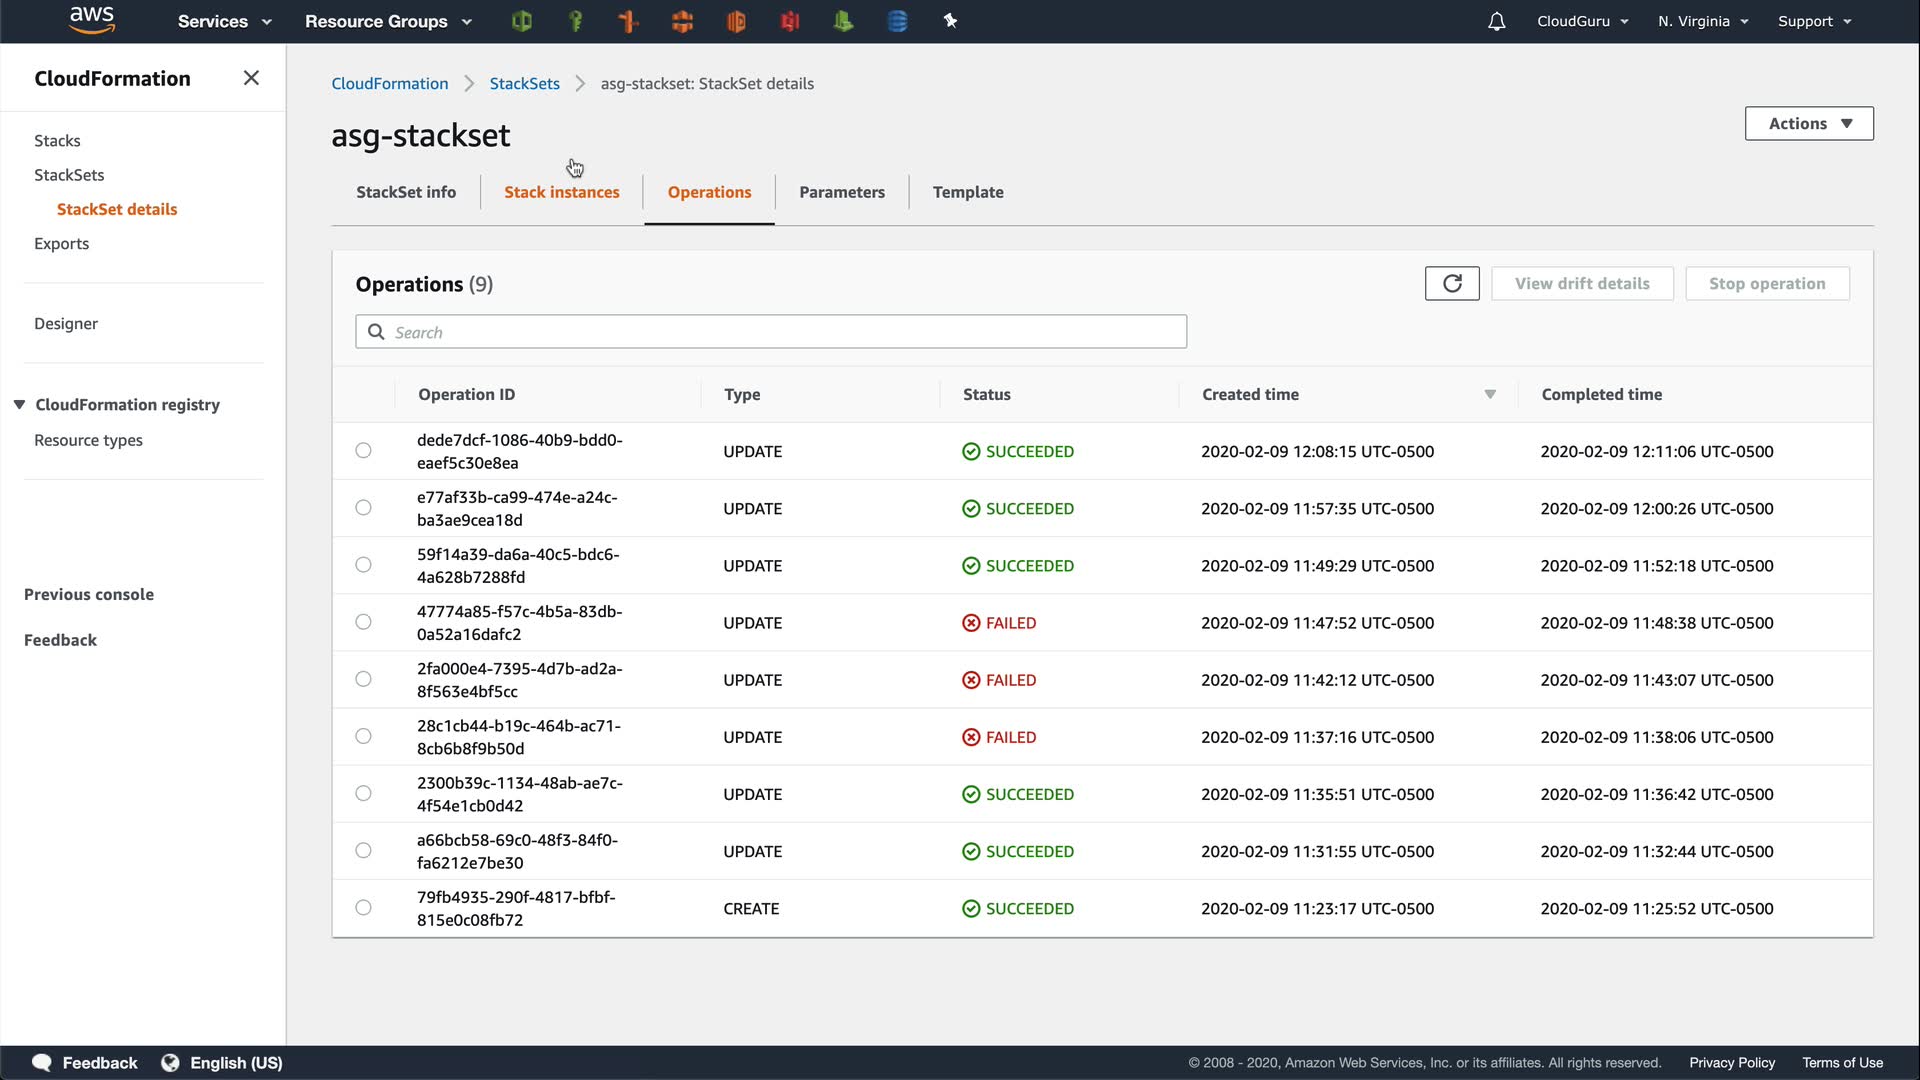 aws Services Resource Groups CloudGuru N. Virginia Support
CloudFormation
Stacks
StackSets
StackSet details
Exports
Designer
CloudFormation registry
Resource types
Previous console
Feedback
CloudFormation StackSets asg-stackset: StackSet details
asg-stackset
Actions
StackSet info Stack instances Operations Parameters Template
Operations (9)
View drift details Stop operation
Search
Operation ID Type Status Created time Completed time
dede7dcf-1086-40b9-bdd0-
eaef5c30e8ea UPDATE SUCCEEDED 2020-02-09 12:08:15 UTC-0500 2020-02-09 12:11:06 UTC-0500
e77af33b-ca99-474e-a24c-
ba3ae9cea18d UPDATE SUCCEEDED 2020-02-09 11:57:35 UTC-0500 2020-02-09 12:00:26 UTC-0500
59f14a39-da6a-40c5-bdc6-
4a628b7288fd UPDATE SUCCEEDED 2020-02-09 11:49:29 UTC-0500 2020-02-09 11:52:18 UTC-0500
47774a85-f57c-4b5a-83db-
0a52a16dafc2 UPDATE FAILED 2020-02-09 11:47:52 UTC-0500 2020-02-09 11:48:38 UTC-0500
2fa000e4-7395-4d7b-ad2a-
8f563e4bf5cc UPDATE FAILED 2020-02-09 11:42:12 UTC-0500 2020-02-09 11:43:07 UTC-0500
28c1cb44-b19c-464b-ac71-
8cb6b8f9b50d UPDATE FAILED 2020-02-09 11:37:16 UTC-0500 2020-02-09 11:38:06 UTC-0500
2300b39c-1134-48ab-ae7c-
4f54e1cb0d42 UPDATE SUCCEEDED 2020-02-09 11:35:51 UTC-0500 2020-02-09 11:36:42 UTC-0500
a66bcb58-69c0-48f3-84f0-
fa6212e7be30 UPDATE SUCCEEDED 2020-02-09 11:31:55 UTC-0500 2020-02-09 11:32:44 UTC-0500
79fb4935-290f-4817-bfbf-
815e0c08fb72 CREATE SUCCEEDED 2020-02-09 11:23:17 UTC-0500 2020-02-09 11:25:52 UTC-0500
Feedback English (US) © 2008 - 2020, Amazon Web Services, Inc. or its affiliates. All rights reserved. Privacy Policy Terms of Use